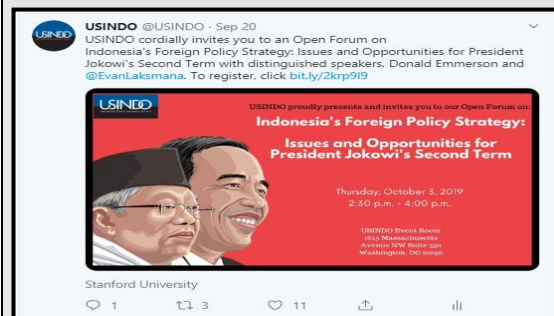 USINDO @USINDO · Sep 20
USINDO cordially invites you to an Open Forum on
Indonesia's Foreign Policy Strategy: Issues and Opportunities for President
Jokowi's Second Term with distinguished speakers, Donald Emmerson and
@EvanLaksmana. To register, click bit.ly/2krp9I9
USINDO
USINDO
USINDO proudly presents and invites you to our Open Forum on:
Indonesia's Foreign Policy Strategy:
Issues and Opportunities for
President Jokowi's Second Term
Thursday, October 3, 2019
2:30 p.m. - 4:00 p.m.
USINDO Event Room
1625 Massachusetts
Avenue NW Suite 550
Washington, DC 20036
Stanford University
1 3 11